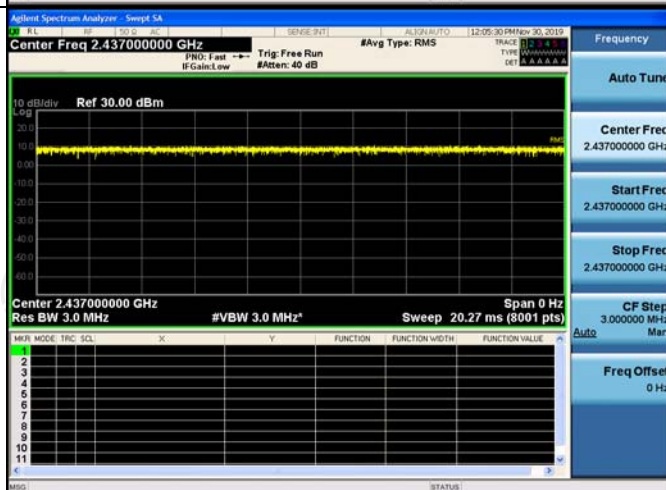 Agilent Spectrum Analyzer - Swept SA
RL RF 50 Ω AC SENSE:INT ALIGN AUTO 12:05:30 PM Nov 30, 2019
Center Freq 2.437000000 GHz #Avg Type: RMS TRACE 1 2 3 4 5 6
PNO: Fast Trig: Free Run TYPE
IFGain:Low #Atten: 40 dB DET A A A A A A
10 dB/div Ref 30.00 dBm
Log
20.0
10.0
RMS
0.00
-10.0
-20.0
-30.0
-40.0
-50.0
-60.0
Center 2.437000000 GHz Span 0 Hz
Res BW 3.0 MHz #VBW 3.0 MHz* Sweep 20.27 ms (8001 pts)
MKR MODE TRC SCL X Y FUNCTION FUNCTION WIDTH FUNCTION VALUE
1
2
3
4
5
6
7
8
9
10
11
MSG STATUS
Frequency
Auto Tune
Center Freq
2.437000000 GHz
Start Freq
2.437000000 GHz
Stop Freq
2.437000000 GHz
CF Step
3.000000 MHz
Auto Man
Freq Offset
0 Hz